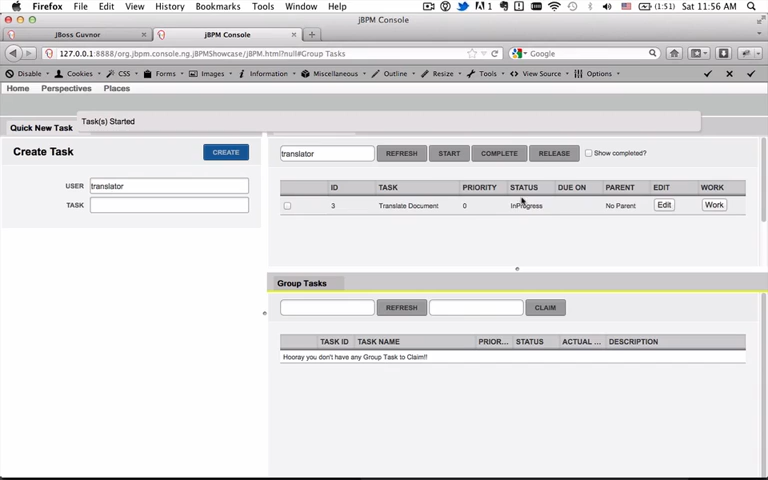 Firefox File Edit View History Bookmarks Tools Window Help 1 (1:51) Sat 11:56 AM
jBPM Console
JBoss Guvnor
jBPM Console
127.0.0.1:8888/org.jbpm.console.ng.jBPMShowcase/jBPM.html?null#Group Tasks
Google
Disable Cookies CSS Forms Images Information Miscellaneous Outline Resize Tools View Source Options
Home Perspectives Places
Task(s) Started
Quick New Task
Create Task
CREATE
USER translator
TASK
translator REFRESH START COMPLETE RELEASE Show completed?
ID TASK PRIORITY STATUS DUE ON PARENT EDIT WORK
3 Translate Document 0 InProgress No Parent Edit Work
Group Tasks
REFRESH CLAIM
TASK ID TASK NAME PRIOR... STATUS ACTUAL ... DESCRIPTION
Hooray you don't have any Group Task to Claim!!